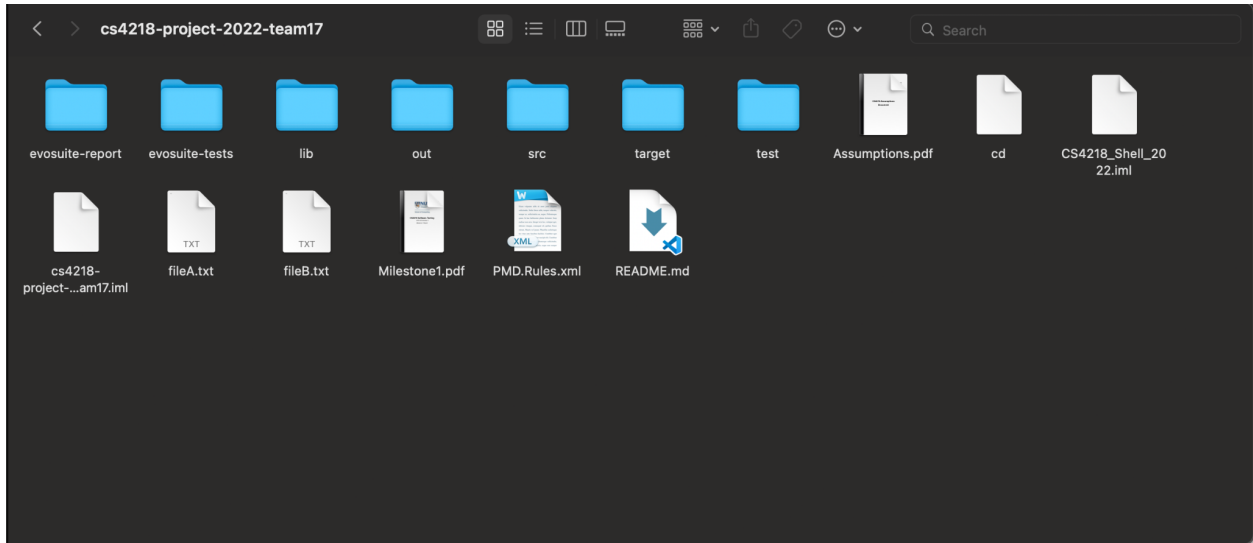 cs4218-project-2022-team17
Search
evosuite-report
evosuite-tests
lib
out
src
target
test
Assumptions.pdf
cd
CS4218_Shell_20
22.iml
cs4218-
project-...am17.iml
TXT
fileA.txt
TXT
fileB.txt
Milestone1.pdf
W
XML
PMD.Rules.xml
README.md